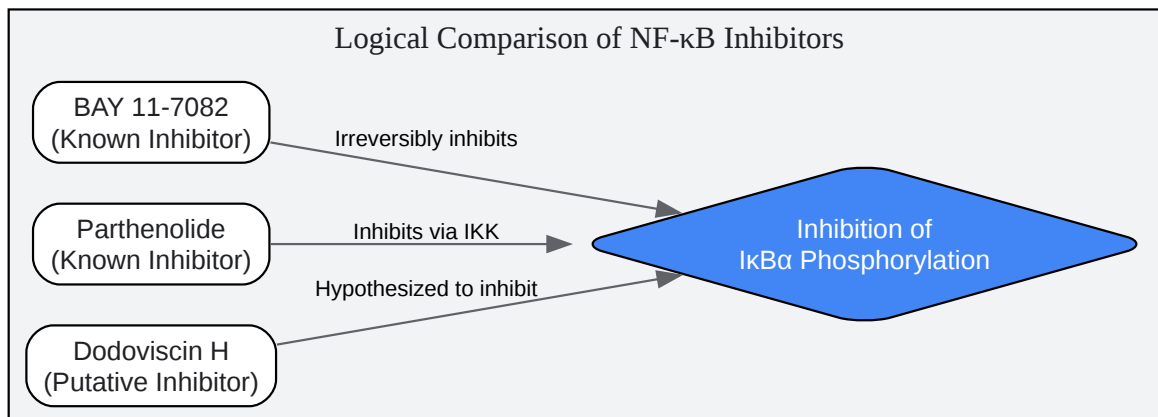 Logical Comparison of NF-κB Inhibitors
BAY 11-7082
(Known Inhibitor)
Irreversibly inhibits
Parthenolide
(Known Inhibitor)
Inhibits via IKK
Inhibition of
IκBα Phosphorylation
Hypothesized to inhibit
Dodoviscin H
(Putative Inhibitor)